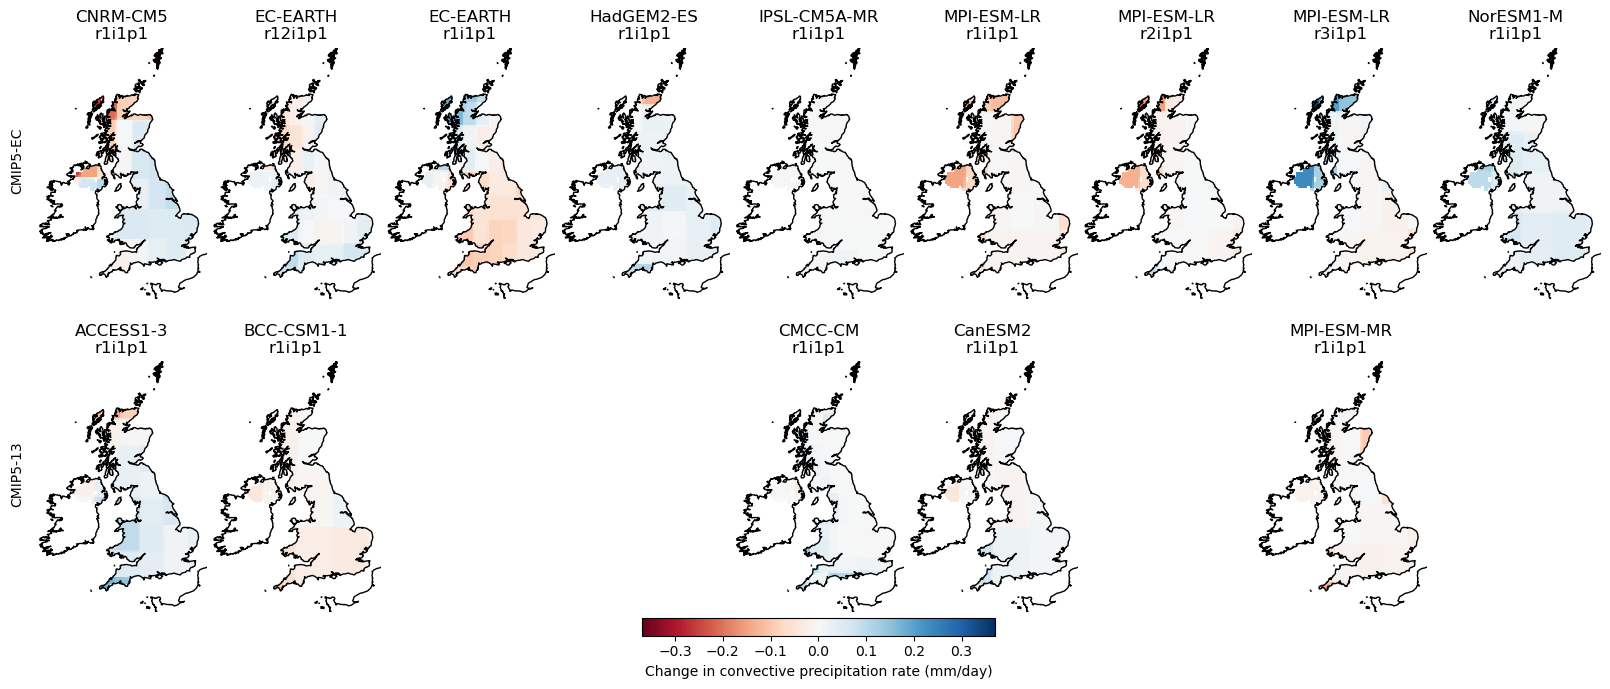 CNRM-CM5
r1i1p1
EC-EARTH
r12i1p1
EC-EARTH
r1i1p1
HadGEM2-ES
r1i1p1
IPSL-CM5A-MR
r1i1p1
MPI-ESM-LR
r1i1p1
MPI-ESM-LR
r2i1p1
MPI-ESM-LR
r3i1p1
NorESM1-M
r1i1p1
CMIP5-EC
ACCESS1-3
r1i1p1
BCC-CSM1-1
r1i1p1
CMCC-CM
r1i1p1
CanESM2
r1i1p1
MPI-ESM-MR
r1i1p1
CMIP5-13
−0.3 −0.2 −0.1 0.0 0.1 0.2 0.3
Change in convective precipitation rate (mm/day)